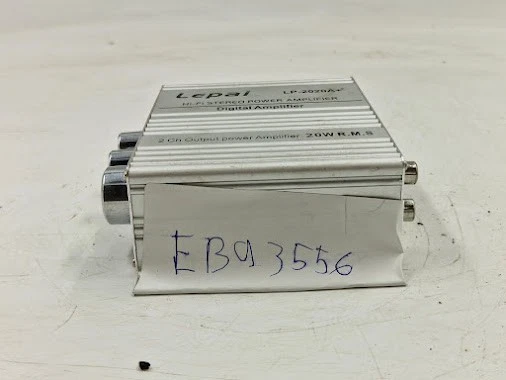 Lepai LP-2020A+
HI-FI STEREO POWER AMPLIFIER
Digital Amplifier
2 Ch Output power Amplifier 20W R.M.S
EB93556